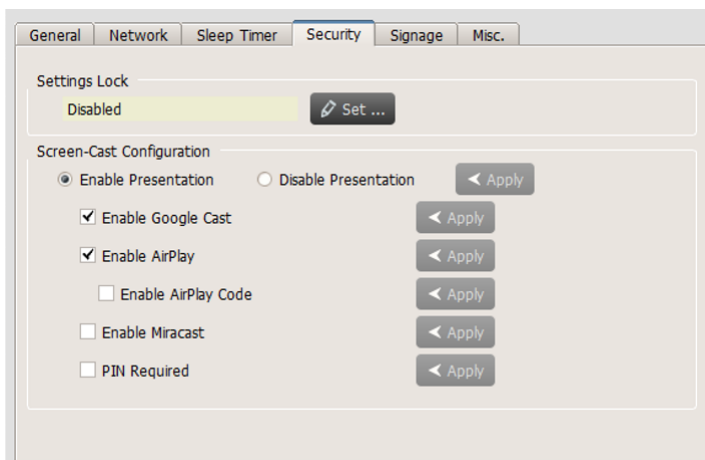 General Network Sleep Timer Security Signage Misc.
Settings Lock
Disabled Set ...
Screen-Cast Configuration
Enable Presentation Disable Presentation Apply
Enable Google Cast Apply
Enable AirPlay Apply
Enable AirPlay Code Apply
Enable Miracast Apply
PIN Required Apply